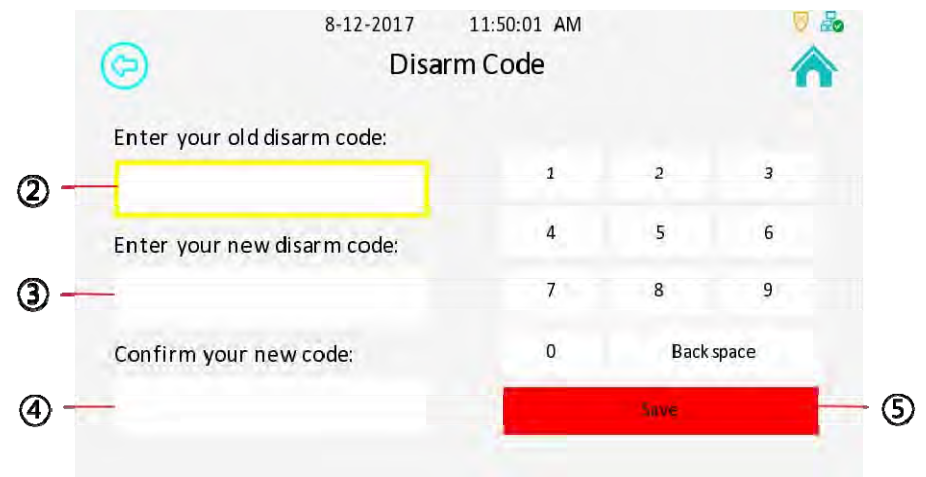 8-12-2017 11:50:01 AM
Disarm Code
Enter your old disarm code:
②
1 2 3
Enter your new disarm code:
4 5 6
③
7 8 9
Confirm your new code:
0 Backspace
④
Save
⑤